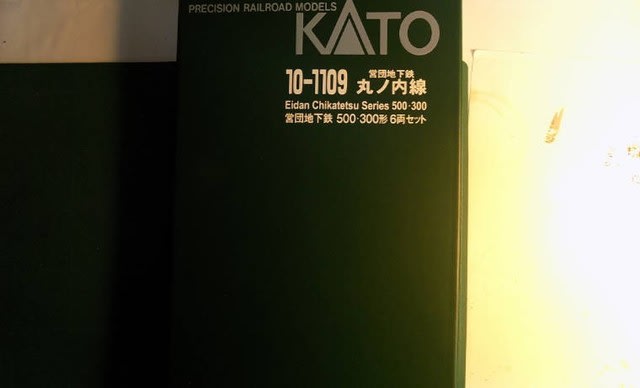 PRECISION RAILROAD MODELS
KATO
10-1109 営団地下鉄 丸ノ内線
Eidan Chikatetsu Series 500·300
営団地下鉄 500·300形 6両セット